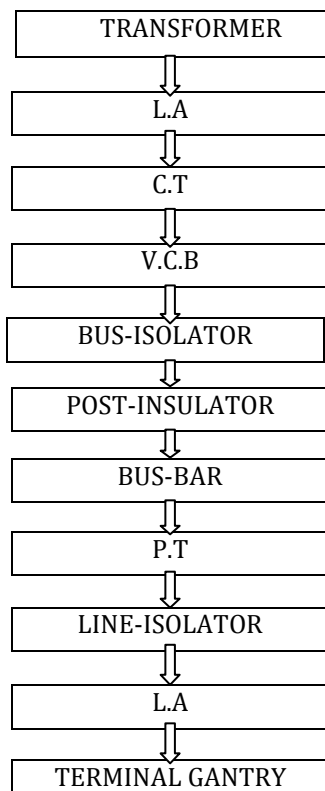 TRANSFORMER
L.A
C.T
V.C.B
BUS-ISOLATOR
POST-INSULATOR
BUS-BAR
P.T
LINE-ISOLATOR
L.A
TERMINAL GANTRY